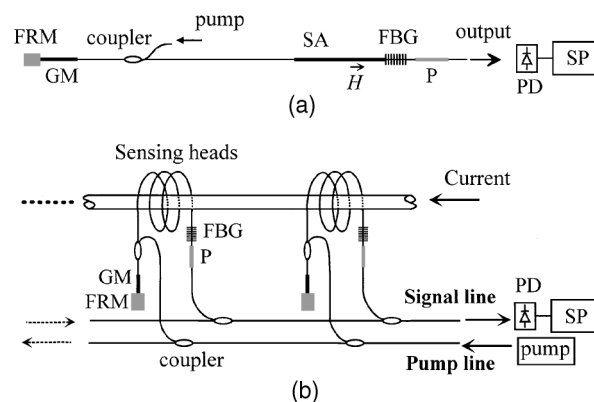 FRM
GM
coupler
pump
SA
H
FBG
P
output
PD
SP
(a)
Sensing heads
Current
FBG
P
GM
FRM
Signal line
PD
SP
coupler
Pump line
pump
(b)